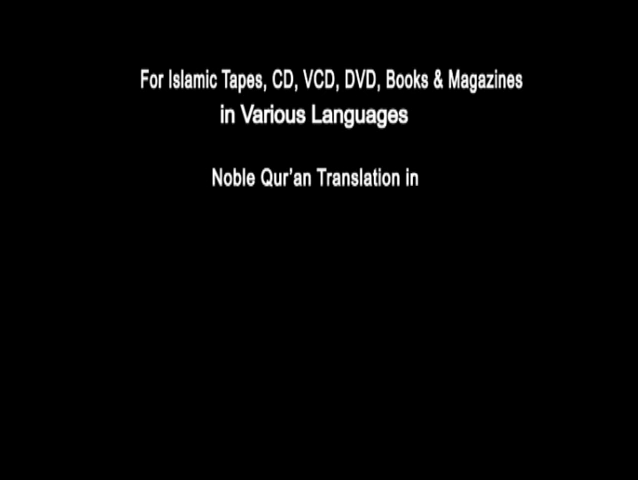 For Islamic Tapes, CD, VCD, DVD, Books & Magazines
in Various Languages
Noble Qur’an Translation in